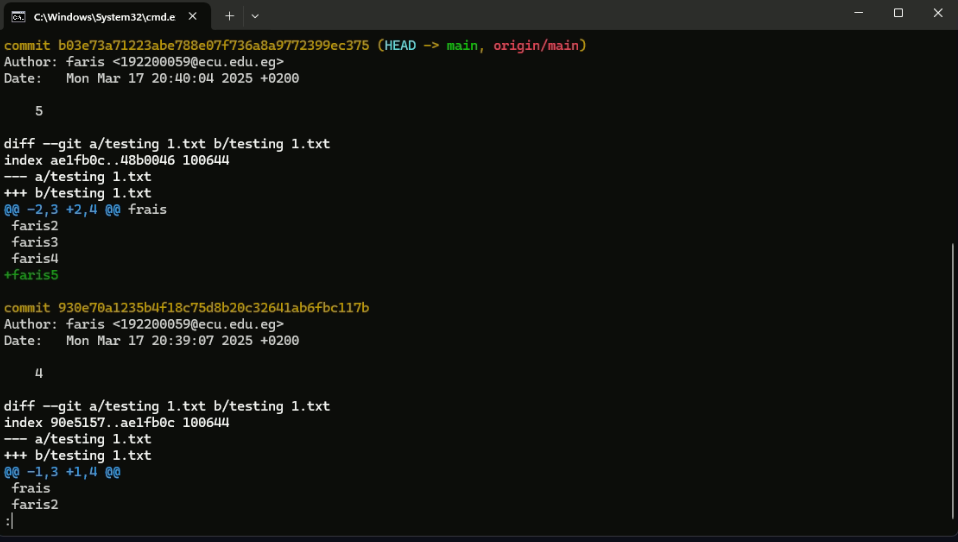 C:\Windows\System32\cmd.e
commit b03e73a71223abe788e07f736a8a9772399ec375 (HEAD -> main, origin/main)
Author: faris <192200059@ecu.edu.eg>
Date:   Mon Mar 17 20:40:04 2025 +0200
    5
diff --git a/testing 1.txt b/testing 1.txt
index ae1fb0c..48b0046 100644
--- a/testing 1.txt
+++ b/testing 1.txt
@@ -2,3 +2,4 @@ frais
 faris2
 faris3
 faris4
+faris5
commit 930e70a1235b4f18c75d8b20c32641ab6fbc117b
Author: faris <192200059@ecu.edu.eg>
Date:   Mon Mar 17 20:39:07 2025 +0200
    4
diff --git a/testing 1.txt b/testing 1.txt
index 90e5157..ae1fb0c 100644
--- a/testing 1.txt
+++ b/testing 1.txt
@@ -1,3 +1,4 @@
 frais
 faris2
: